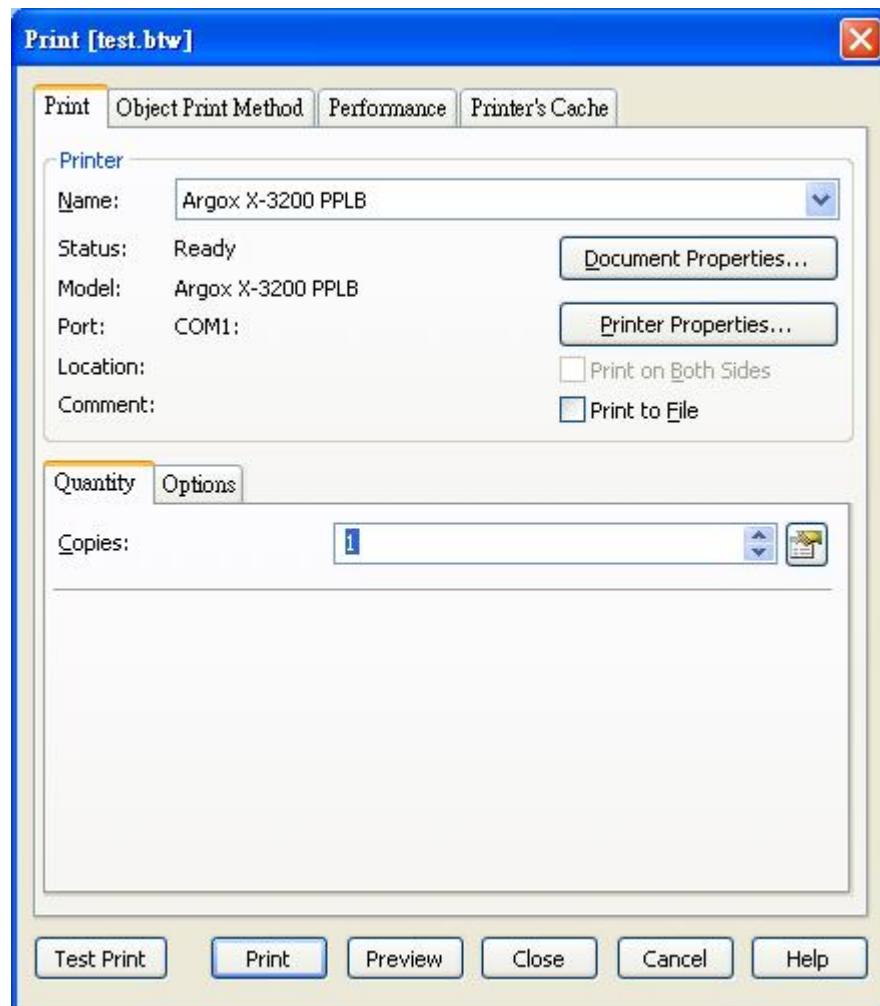 Print [test.btw]
Print Object Print Method Performance Printer's Cache
Printer
Name: Argox X-3200 PPLB
Status: Ready
Document Properties...
Model: Argox X-3200 PPLB
Port: COM1:
Printer Properties...
Location:
Print on Both Sides
Comment:
Print to File
Quantity Options
Copies: 1
Test Print Print Preview Close Cancel Help